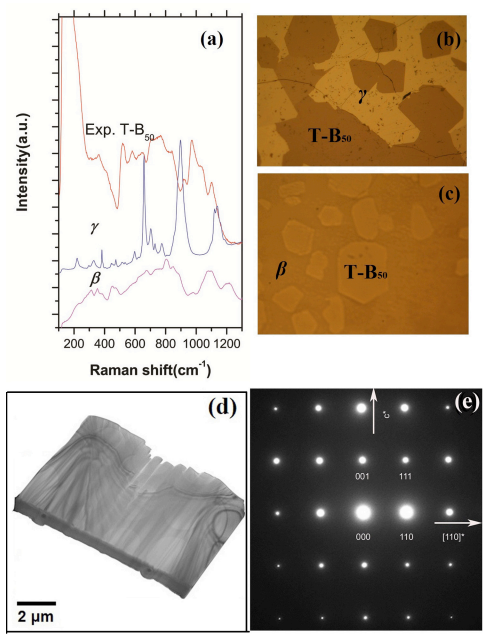 (a)
Exp. T-B50
γ
β
Intensity(a.u.)
200 400 600 800 1000 1200
Raman shift(cm-1)
(b)
γ
T-B50
(c)
β
T-B50
(d)
2 μm
(e)
c*
001 111
000 110 [110]*